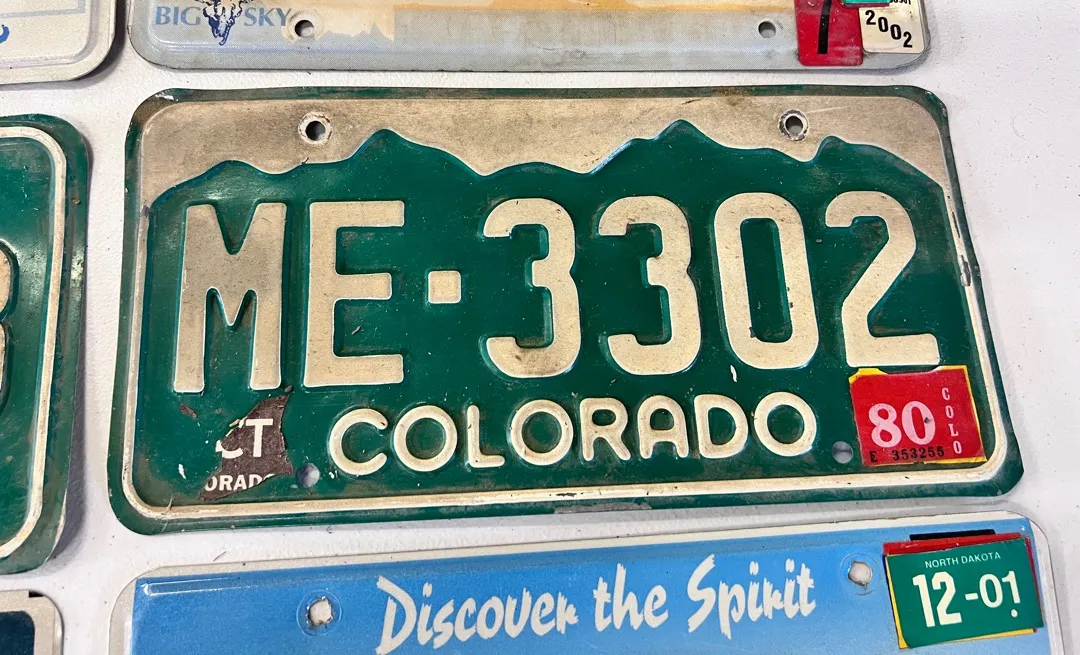 BIG SKY
2002
ME·3302
CT
ORADO
COLORADO
80
COLO
E 353255
Discover the Spirit
NORTH DAKOTA
12-01